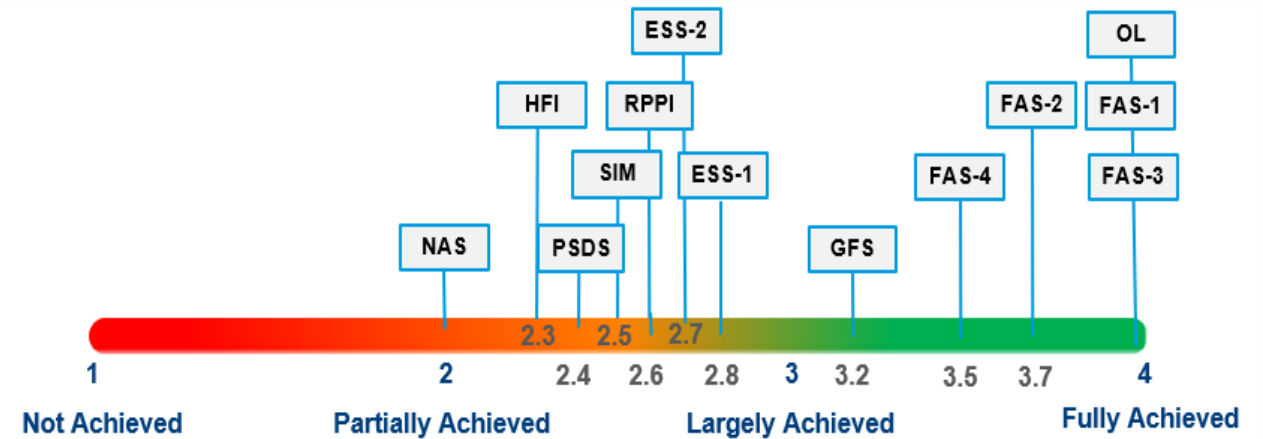 ESS-2
OL
HFI
RPPI
FAS-2
FAS-1
SIM
ESS-1
FAS-4
FAS-3
NAS
PSDS
GFS
2.3
2.5
2.7
1
2
2.4
2.6
2.8
3
3.2
3.5
3.7
4
Not Achieved
Partially Achieved
Largely Achieved
Fully Achieved